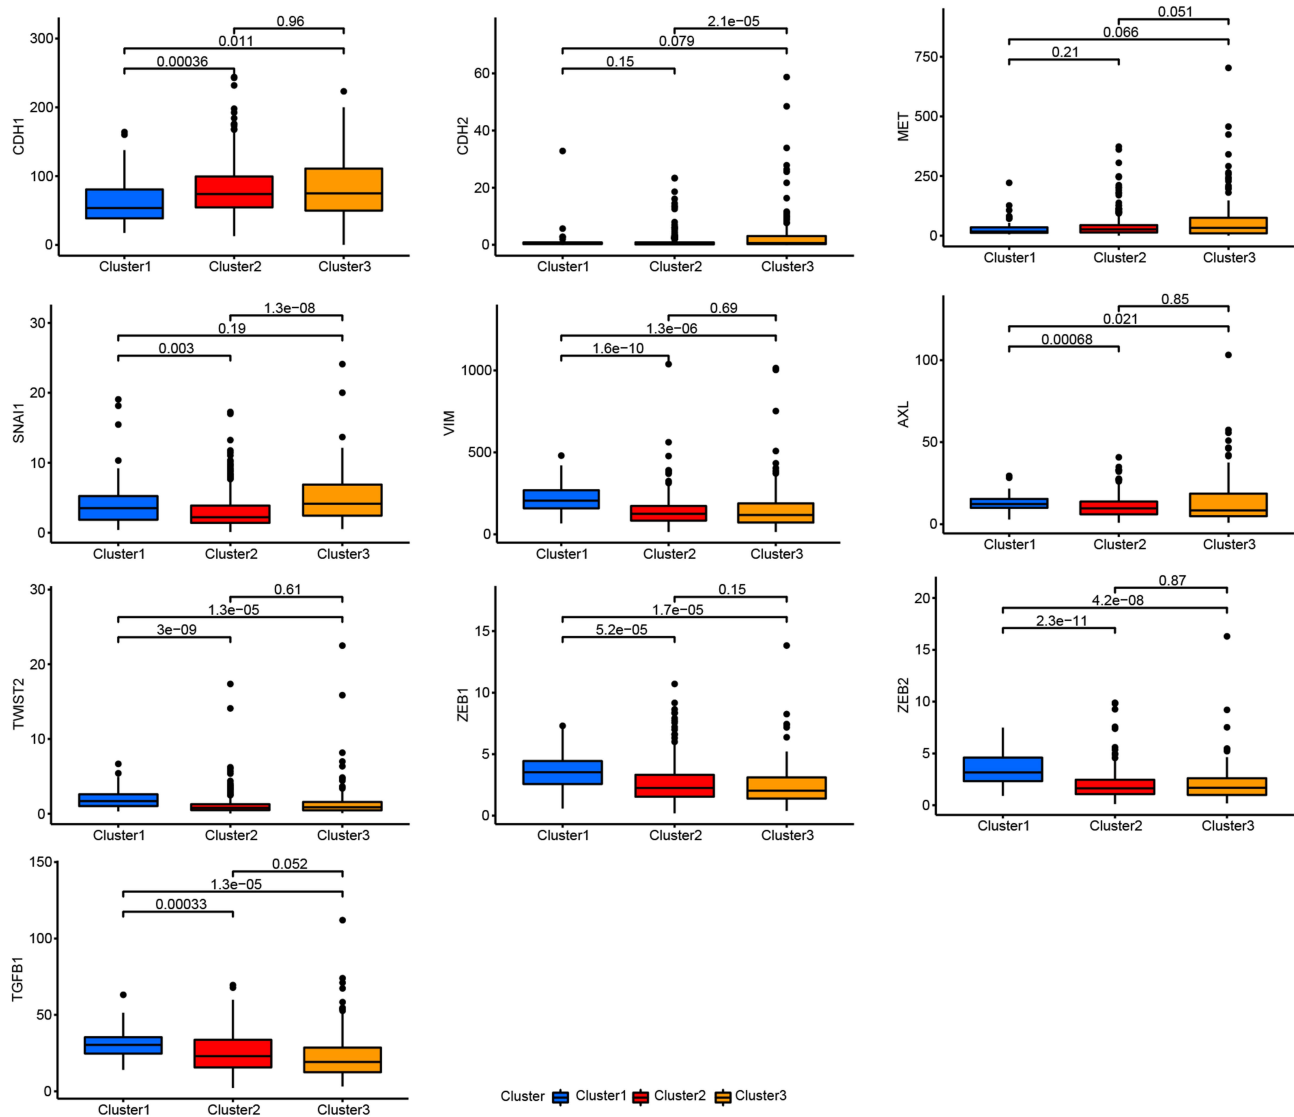 0.96
0.011
0.00036
300
200
100
0
CDH1
Cluster1 Cluster2 Cluster3
2.1e−05
0.079
0.15
60
40
20
0
CDH2
Cluster1 Cluster2 Cluster3
0.051
0.066
0.21
750
500
250
0
MET
Cluster1 Cluster2 Cluster3
1.3e−08
0.19
0.003
30
20
10
0
SNAI1
Cluster1 Cluster2 Cluster3
0.69
1.3e−06
1.6e−10
1000
500
0
VIM
Cluster1 Cluster2 Cluster3
0.85
0.021
0.00068
100
50
0
AXL
Cluster1 Cluster2 Cluster3
0.61
1.3e−05
3e−09
30
20
10
0
TWIST2
Cluster1 Cluster2 Cluster3
0.15
1.7e−05
5.2e−05
15
10
5
0
ZEB1
Cluster1 Cluster2 Cluster3
0.87
4.2e−08
2.3e−11
20
15
10
5
0
ZEB2
Cluster1 Cluster2 Cluster3
0.052
1.3e−05
0.00033
150
100
50
0
TGFB1
Cluster1 Cluster2 Cluster3
Cluster Cluster1 Cluster2 Cluster3